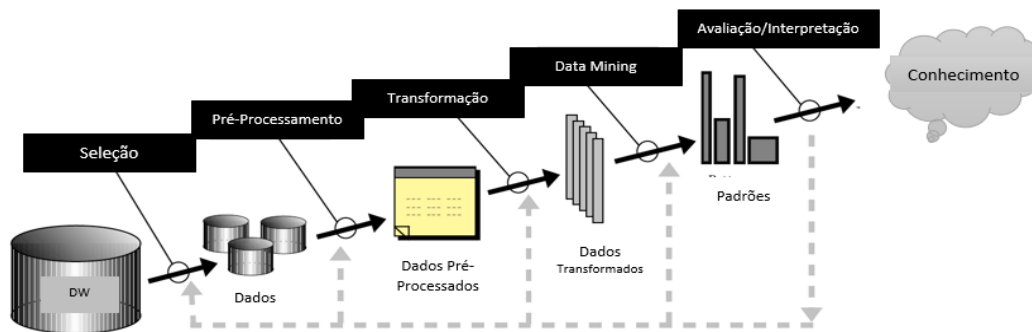 Avaliação/Interpretação
Data Mining
Transformação
Pré-Processamento
Seleção
Conhecimento
DW
Dados
Dados Pré-
Processados
Dados
Transformados
Padrões